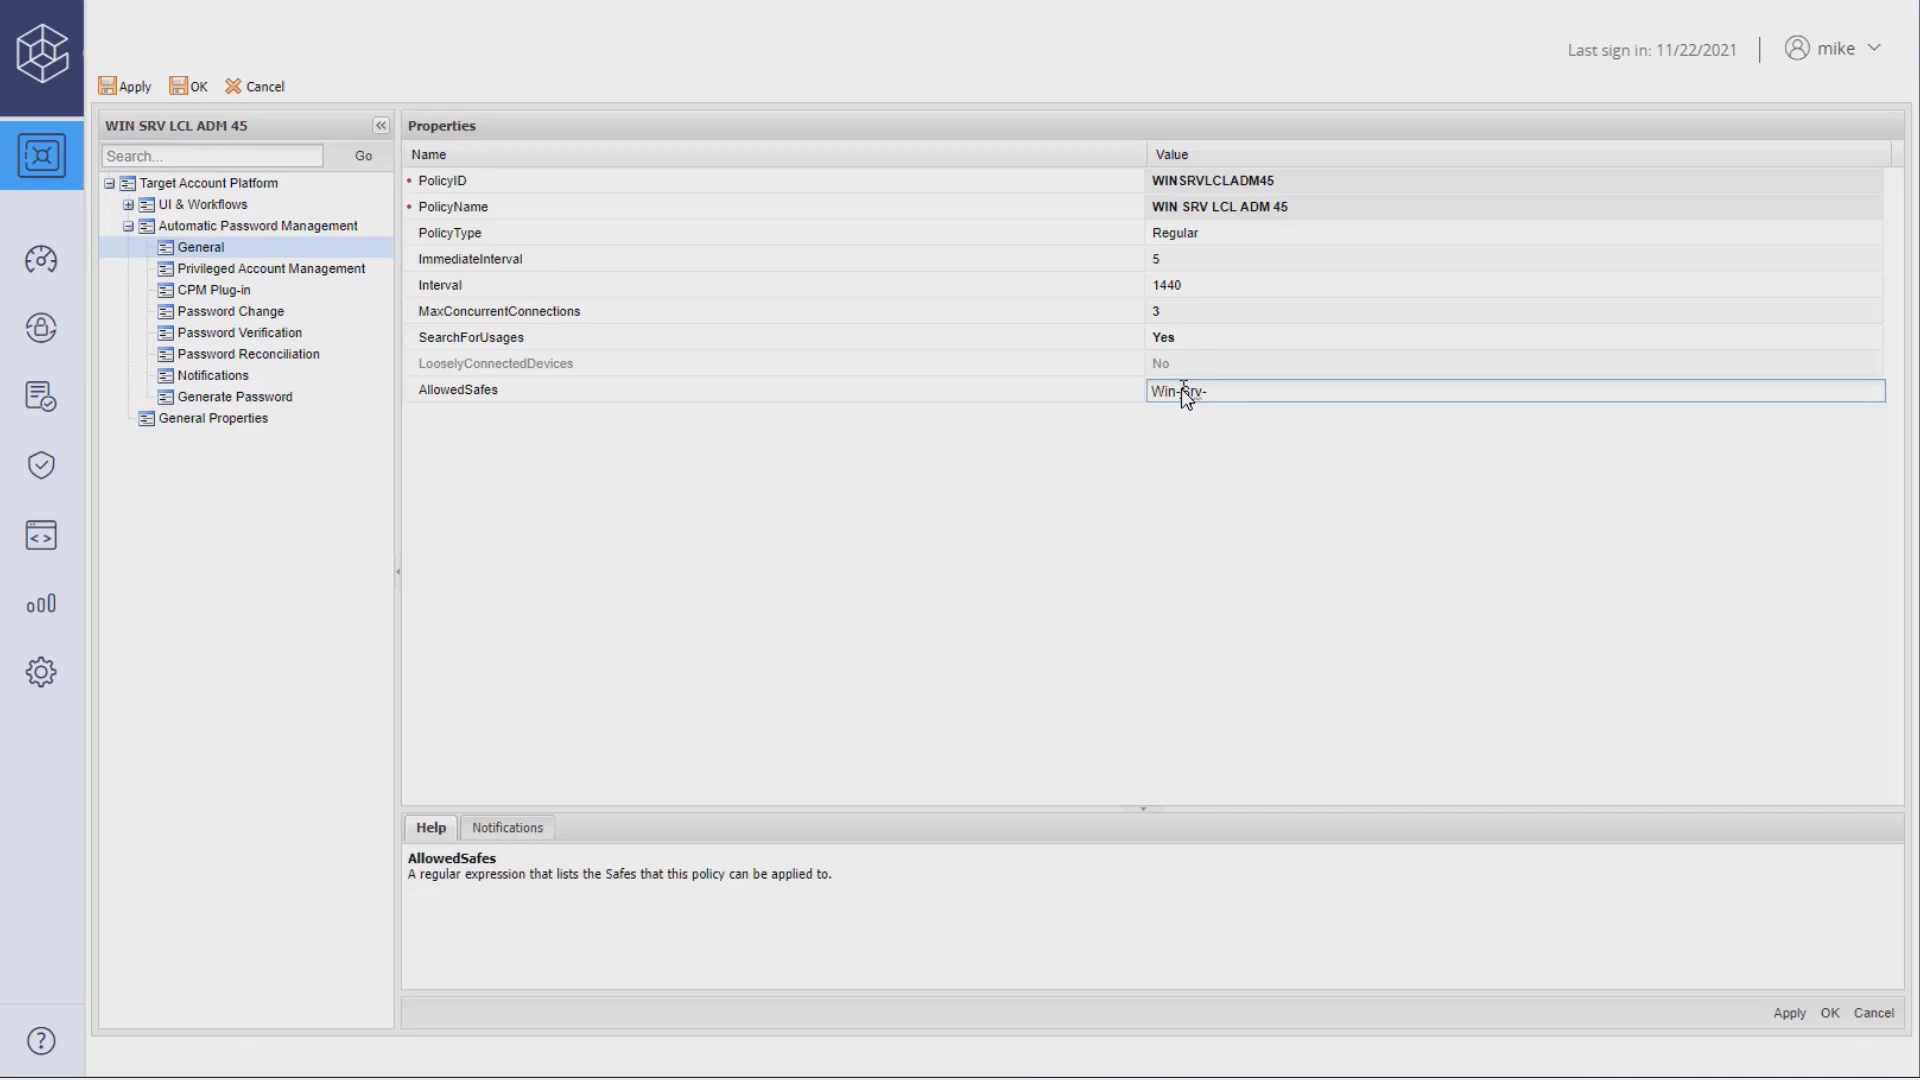 Last sign in: 11/22/2021
mike
Apply OK Cancel
WIN SRV LCL ADM 45
Search...
Go
Target Account Platform
UI & Workflows
Automatic Password Management
General
Privileged Account Management
CPM Plug-in
Password Change
Password Verification
Password Reconciliation
Notifications
Generate Password
General Properties
Properties
Name Value
PolicyID WINSRVLCLADM45
PolicyName WIN SRV LCL ADM 45
PolicyType Regular
ImmediateInterval 5
Interval 1440
MaxConcurrentConnections 3
SearchForUsages Yes
LooselyConnectedDevices No
AllowedSafes Win-Srv-
Help Notifications
AllowedSafes
A regular expression that lists the Safes that this policy can be applied to.
Apply OK Cancel